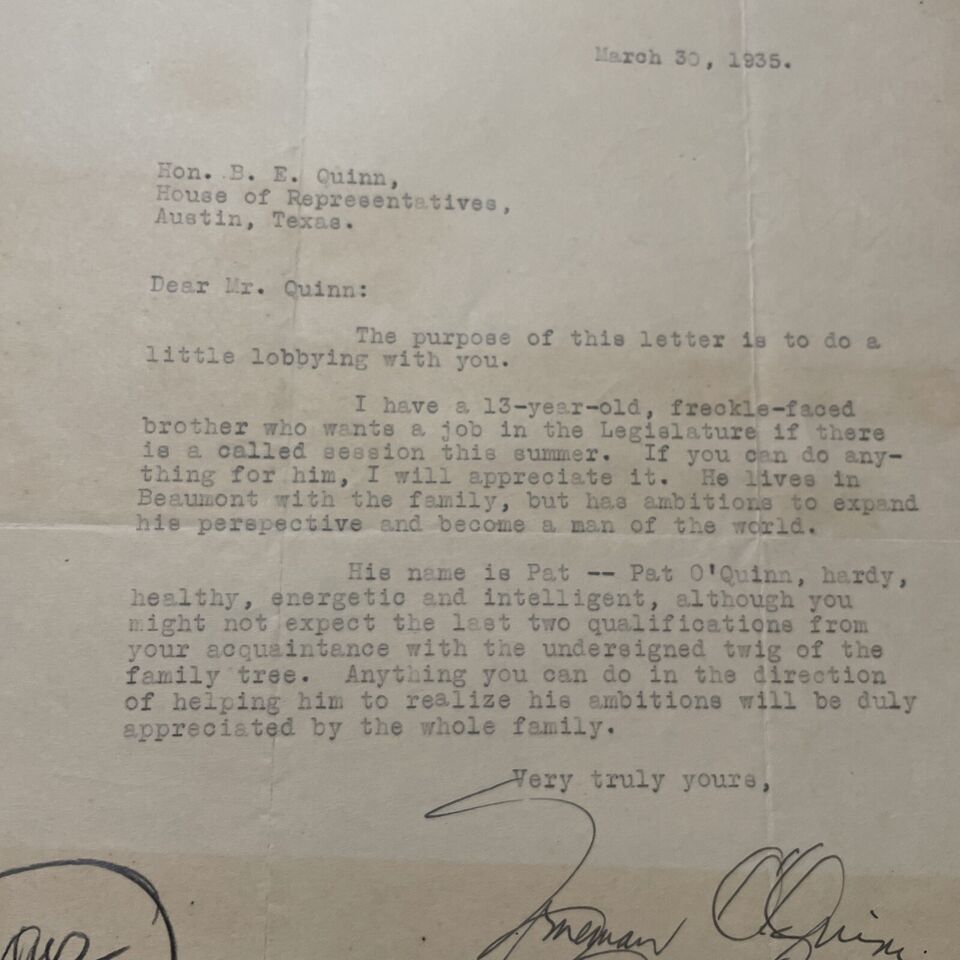 March 30, 1935.
Hon. B. E. Quinn,
House of Representatives,
Austin, Texas.
Dear Mr. Quinn:
The purpose of this letter is to do a
little lobbying with you.
I have a 13-year-old, freckle-faced
brother who wants a job in the Legislature if there
is a called session this summer. If you can do any-
thing for him, I will appreciate it. He lives in
Beaumont with the family, but has ambitions to expand
his perspective and become a man of the world.
His name is Pat -- Pat O'Quinn, hardy,
healthy, energetic and intelligent, although you
might not expect the last two qualifications from
your acquaintance with the undersigned twig of the
family tree. Anything you can do in the direction
of helping him to realize his ambitions will be duly
appreciated by the whole family.
Very truly yours,
O'Quinn